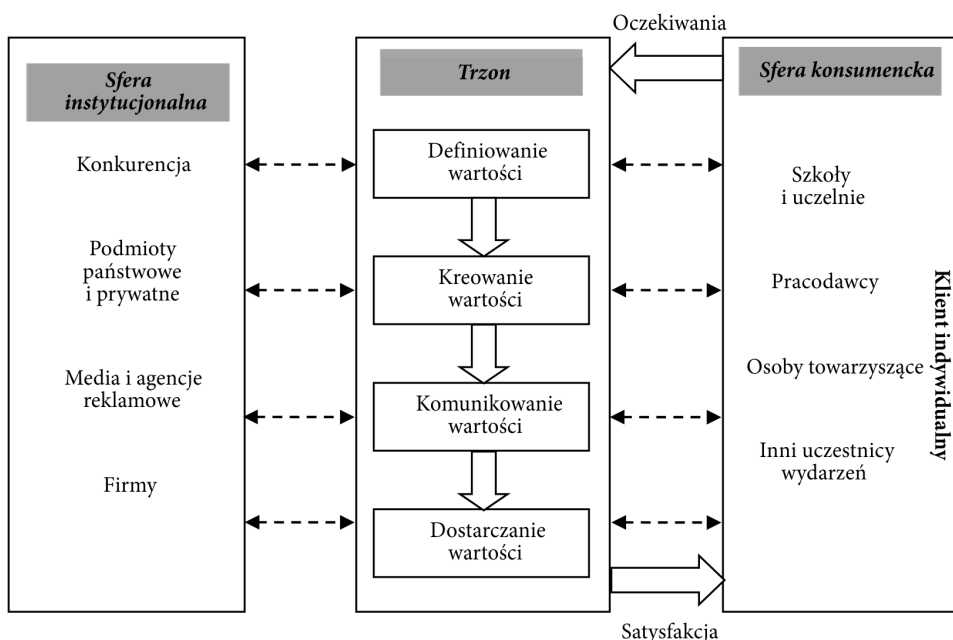 Oczekiwania
Sfera
instytucjonalna
Konkurencja
Podmioty
państwowe
i prywatne
Media i agencje
reklamowe
Firmy
Trzon
Definiowanie
wartości
Kreowanie
wartości
Komunikowanie
wartości
Dostarczanie
wartości
Sfera konsumencka
Szkoły
i uczelnie
Pracodawcy
Osoby towarzyszące
Inni uczestnicy
wydarzeń
Klient indywidualny
Satysfakcja